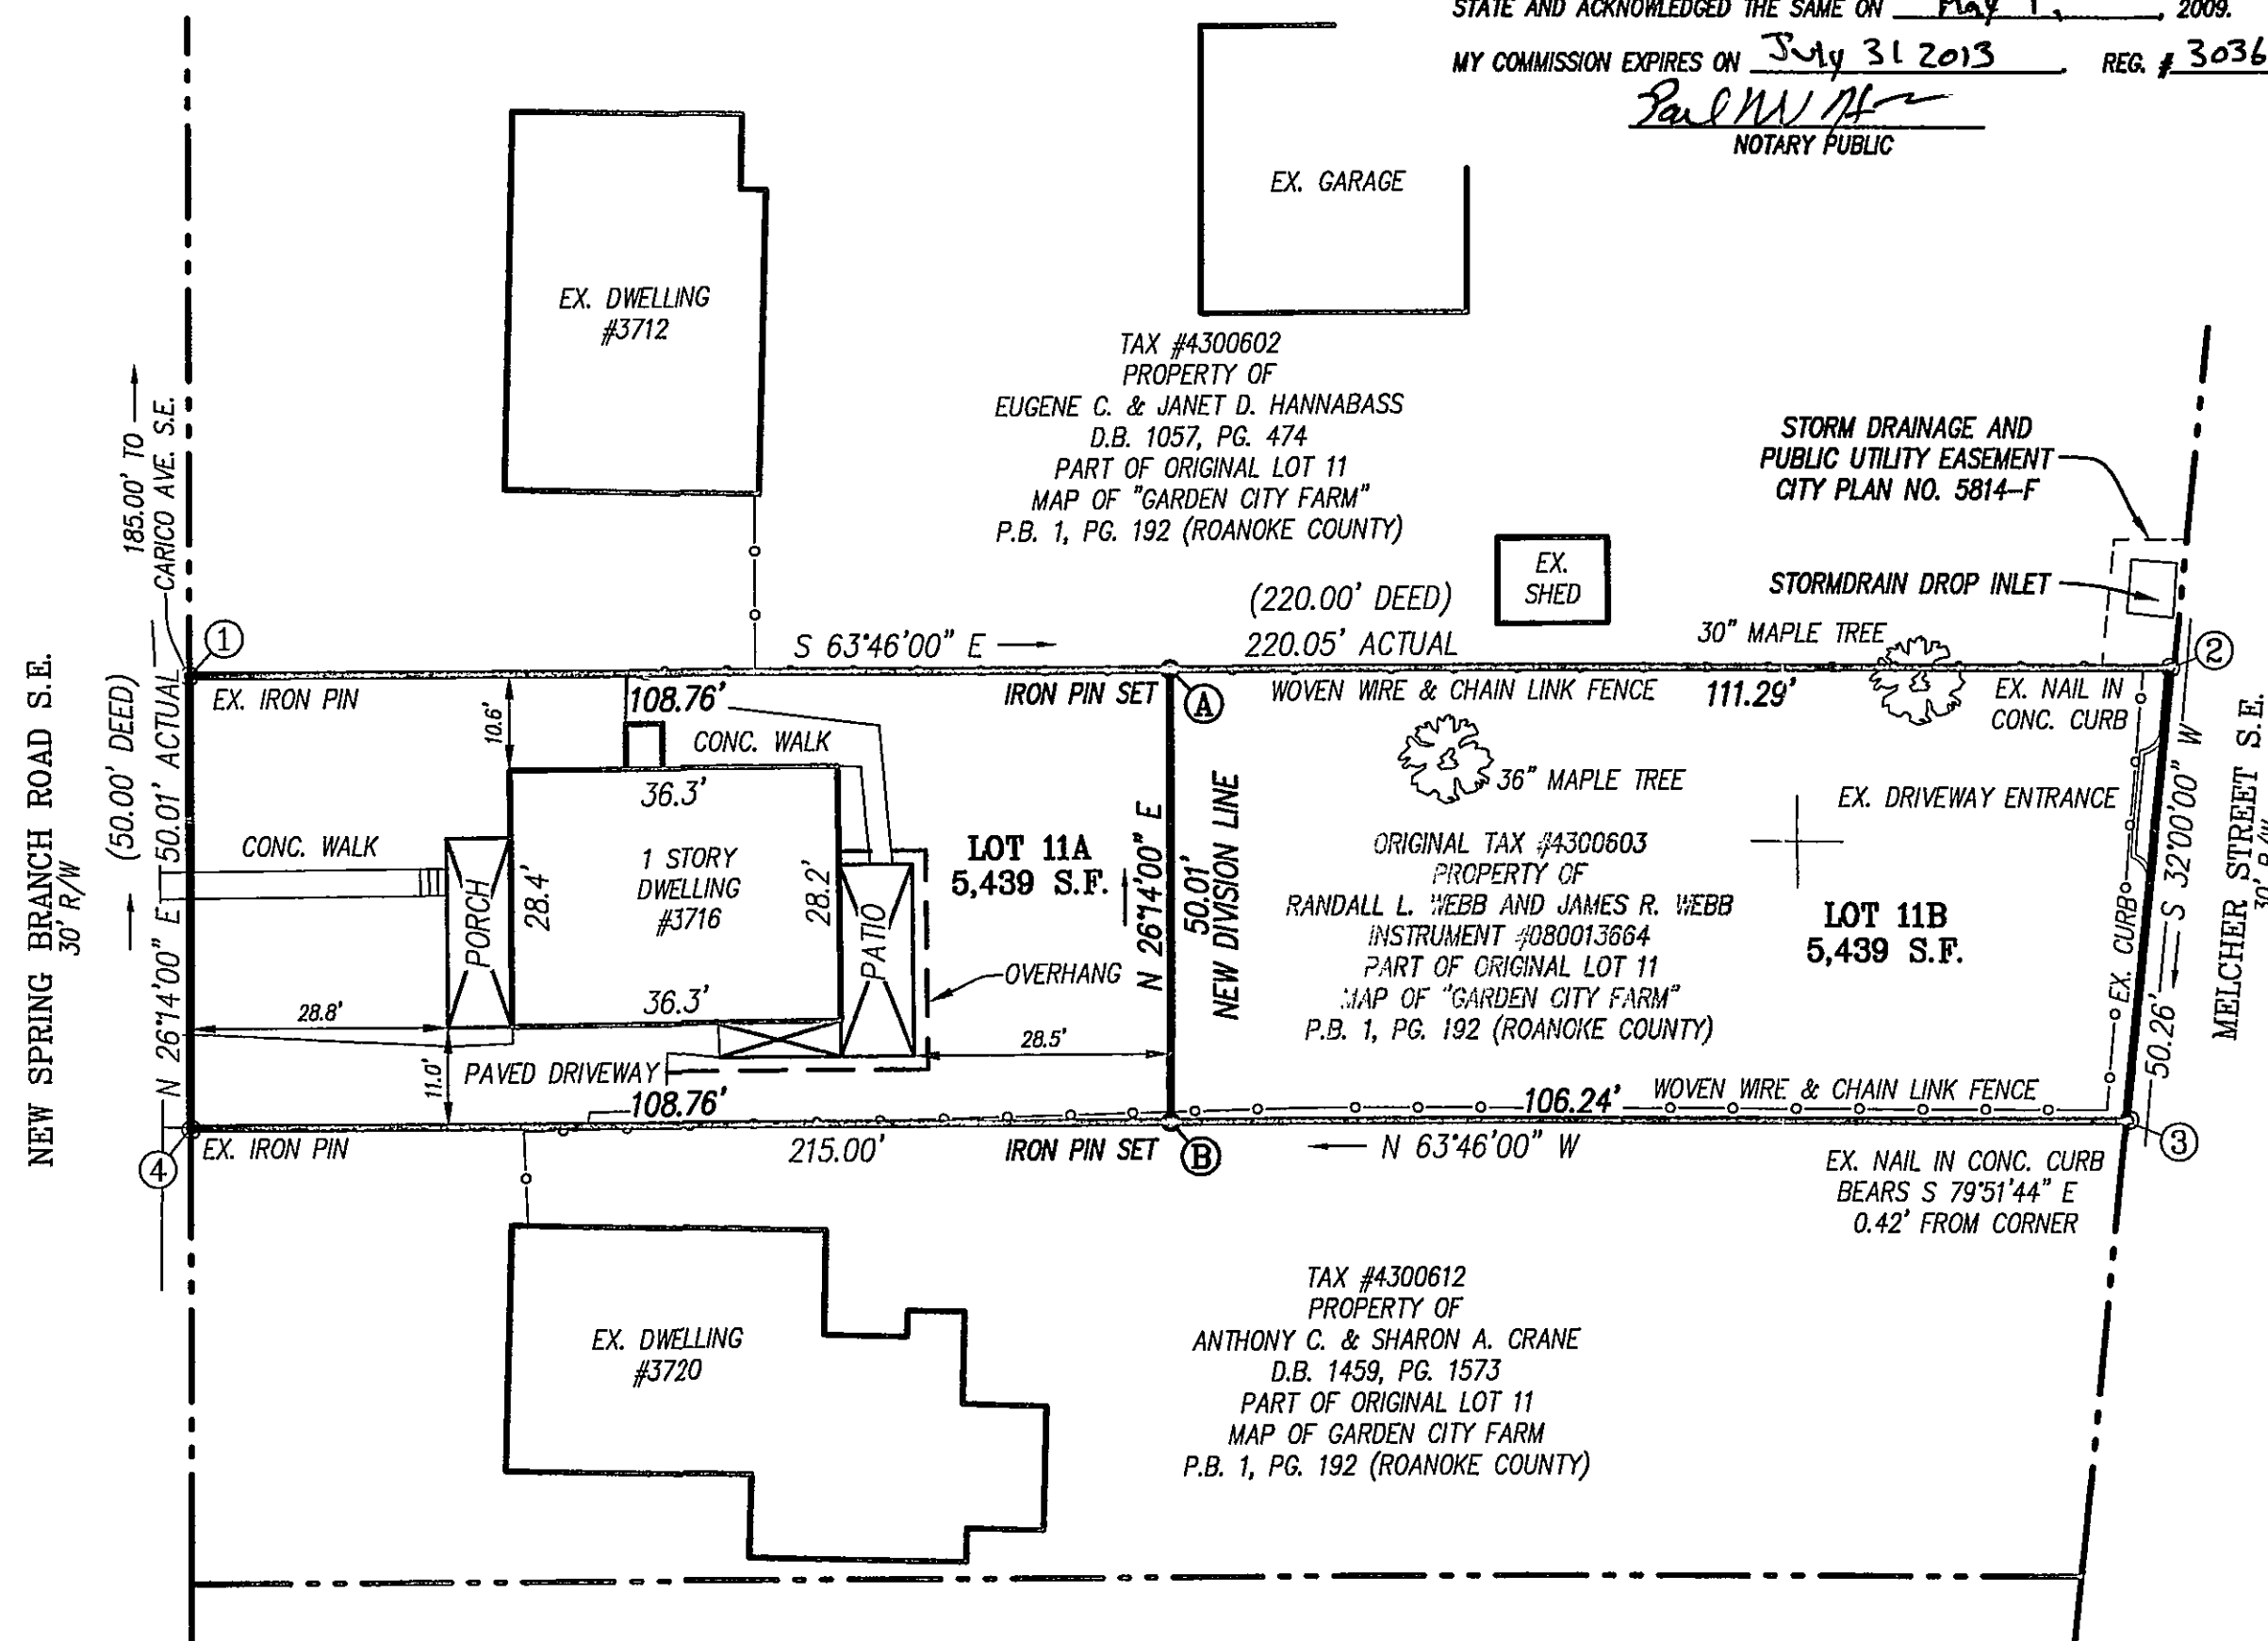 STATE AND ACKNOWLEDGED THE SAME ON May 1, , 2009.
MY COMMISSION EXPIRES ON July 31 2013 REG. # 3036
NOTARY PUBLIC
EX. GARAGE
EX. DWELLING
#3712
TAX #4300602
PROPERTY OF
EUGENE C. & JANET D. HANNABASS
D.B. 1057, PG. 474
PART OF ORIGINAL LOT 11
MAP OF "GARDEN CITY FARM"
P.B. 1, PG. 192 (ROANOKE COUNTY)
STORM DRAINAGE AND
PUBLIC UTILITY EASEMENT
CITY PLAN NO. 5814-F
STORMDRAIN DROP INLET
EX.
SHED
185.00' TO
CARICO AVE. S.E.
(220.00' DEED)
220.05' ACTUAL
S 63°46'00" E
30" MAPLE TREE
1
2
EX. IRON PIN
108.76'
IRON PIN SET
A
WOVEN WIRE & CHAIN LINK FENCE
111.29'
EX. NAIL IN
CONC. CURB
NEW SPRING BRANCH ROAD S.E.
30' R/W
(50.00' DEED)
N 26°14'00" E 50.01' ACTUAL
10.6'
CONC. WALK
36.3'
CONC. WALK
PORCH
28.4'
1 STORY
DWELLING
#3716
28.2'
PATIO
LOT 11A
5,439 S.F.
OVERHANG
N 26°14'00" E
50.01'
NEW DIVISION LINE
36" MAPLE TREE
EX. DRIVEWAY ENTRANCE
ORIGINAL TAX #4300603
PROPERTY OF
RANDALL L. WEBB AND JAMES R. WEBB
INSTRUMENT #080013664
PART OF ORIGINAL LOT 11
MAP OF "GARDEN CITY FARM"
P.B. 1, PG. 192 (ROANOKE COUNTY)
LOT 11B
5,439 S.F.
EX. CURB
S 32°00'00" W
50.26'
MELCHER STREET S.E.
30' R/W
28.8'
36.3'
28.5'
11.0'
PAVED DRIVEWAY
108.76'
106.24'
WOVEN WIRE & CHAIN LINK FENCE
4
EX. IRON PIN
215.00'
IRON PIN SET
B
N 63°46'00" W
3
EX. NAIL IN CONC. CURB
BEARS S 79°51'44" E
0.42' FROM CORNER
EX. DWELLING
#3720
TAX #4300612
PROPERTY OF
ANTHONY C. & SHARON A. CRANE
D.B. 1459, PG. 1573
PART OF ORIGINAL LOT 11
MAP OF GARDEN CITY FARM
P.B. 1, PG. 192 (ROANOKE COUNTY)